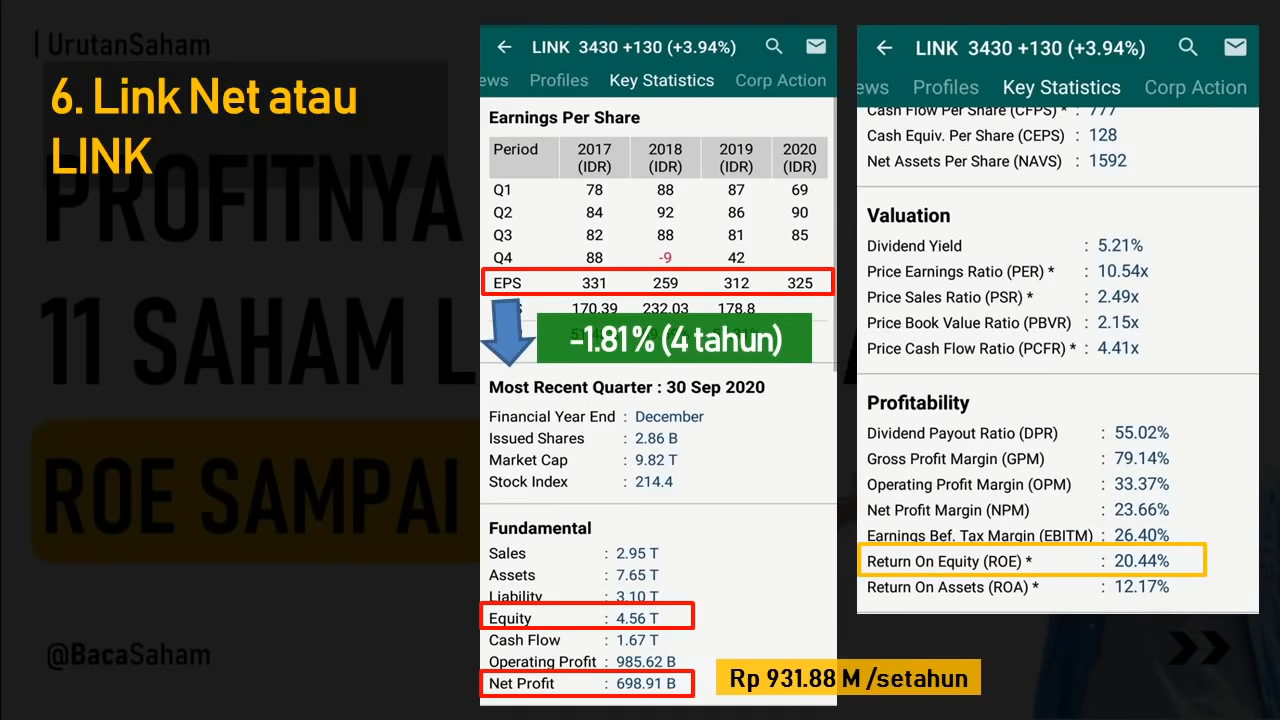 | UrutanSaham
6. Link Net atau
LINK
PROFITNYA
11 SAHAM L
ROE SAMPAI
@BacaSaham
LINK 3430 +130 (+3.94%)
ews Profiles Key Statistics Corp Action
Earnings Per Share
Period 2017 (IDR) 2018 (IDR) 2019 (IDR) 2020 (IDR)
Q1 78 88 87 69
Q2 84 92 86 90
Q3 82 88 81 85
Q4 88 -9 42
EPS 331 259 312 325
170.39 232.03 178.8
-1.81% (4 tahun)
Most Recent Quarter : 30 Sep 2020
Financial Year End : December
Issued Shares : 2.86 B
Market Cap : 9.82 T
Stock Index : 214.4
Fundamental
Sales : 2.95 T
Assets : 7.65 T
Liability : 3.10 T
Equity : 4.56 T
Cash Flow : 1.67 T
Operating Profit : 985.62 B
Net Profit : 698.91 B
Rp 931.88 M /setahun
LINK 3430 +130 (+3.94%)
ews Profiles Key Statistics Corp Action
Cash Flow Per Share (CFPS) * : 777
Cash Equiv. Per Share (CEPS) : 128
Net Assets Per Share (NAVS) : 1592
Valuation
Dividend Yield : 5.21%
Price Earnings Ratio (PER) * : 10.54x
Price Sales Ratio (PSR) * : 2.49x
Price Book Value Ratio (PBVR) : 2.15x
Price Cash Flow Ratio (PCFR) * : 4.41x
Profitability
Dividend Payout Ratio (DPR) : 55.02%
Gross Profit Margin (GPM) : 79.14%
Operating Profit Margin (OPM) : 33.37%
Net Profit Margin (NPM) : 23.66%
Earnings Bef. Tax Margin (EBITM) : 26.40%
Return On Equity (ROE) * : 20.44%
Return On Assets (ROA) * : 12.17%